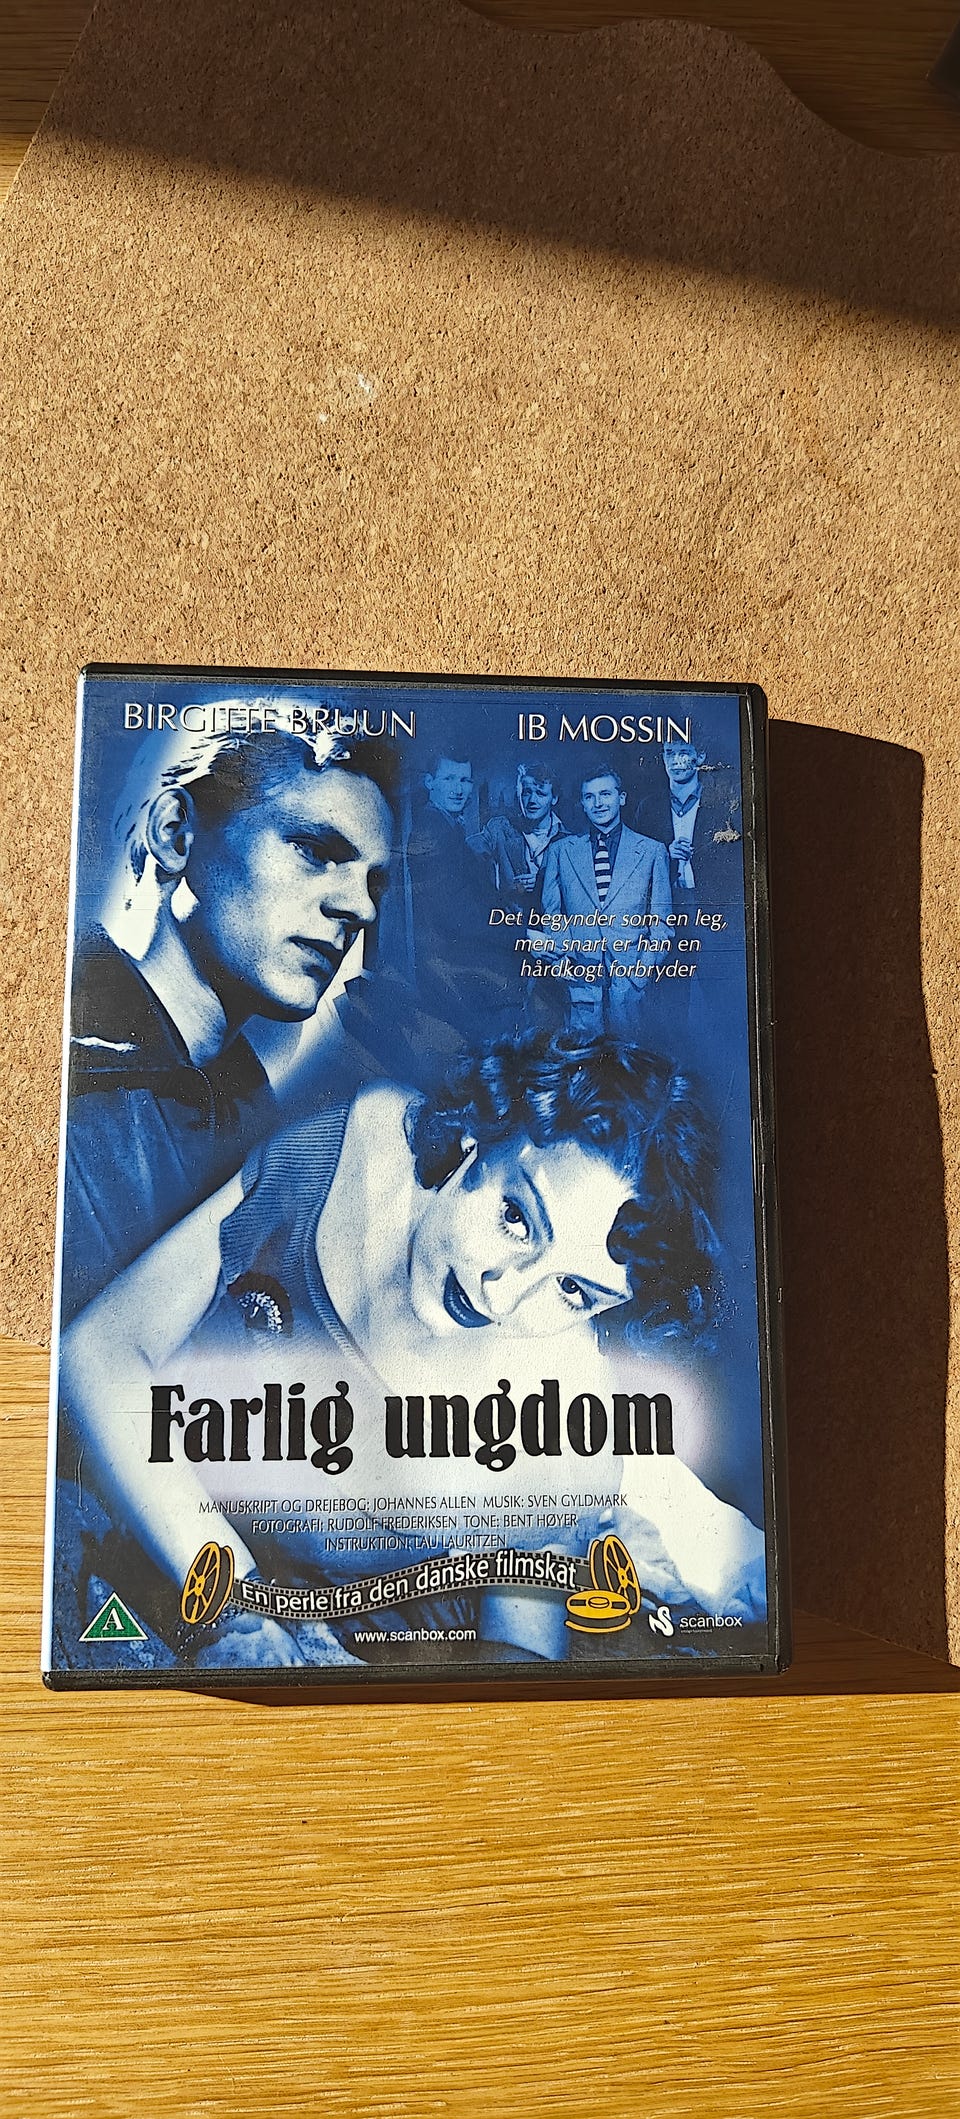 BIRGITTE BRUUN
IB MOSSIN
Det begynder som en leg,
men snart er han en
hårdkogt forbryder
Farlig ungdom
MANUSKRIPT OG DREJEBOG: JOHANNES ALLEN MUSIK: SVEN GYLDMARK
FOTOGRAFI: RUDOLF FREDERIKSEN TONE: BENT HØYER
INSTRUKTION: LAU LAURITZEN
En perle fra den danske filmskat
A
www.scanbox.com
scanbox